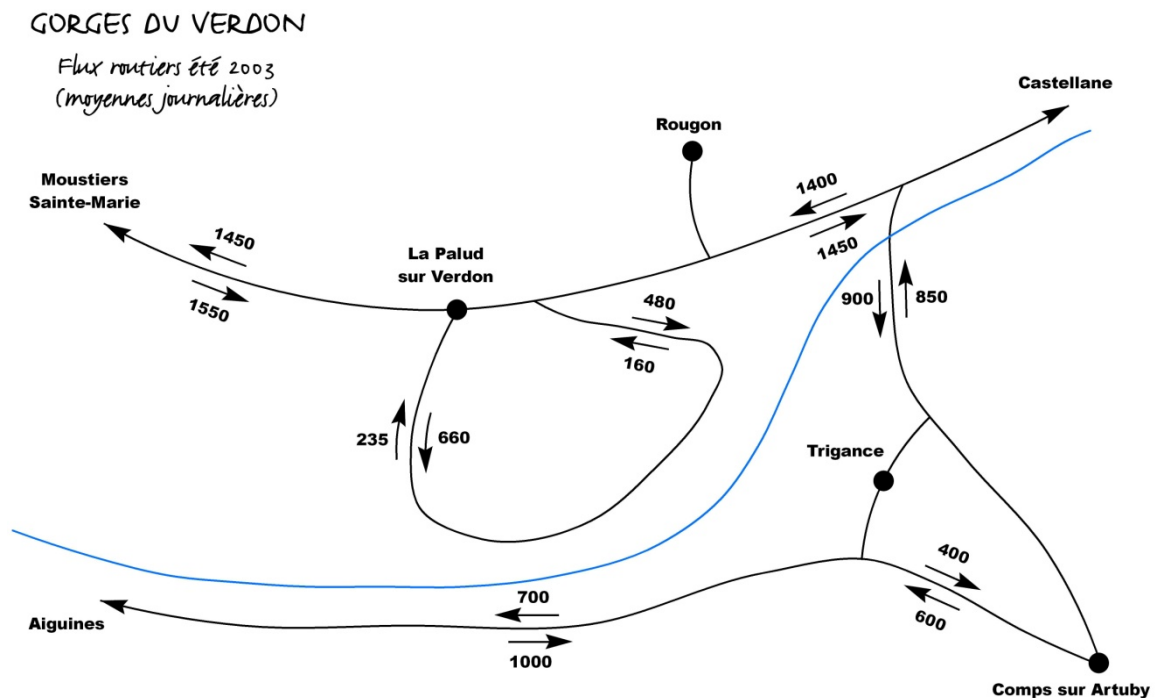 GORGES DU VERDON
Flux routiers été 2003
(moyennes journalières)
Castellane
Rougon
Moustiers
Sainte-Marie
1400
1450
1450
La Palud
sur Verdon
1550
480
900
850
160
235
660
Trigance
400
700
600
Aiguines
1000
Comps sur Artuby